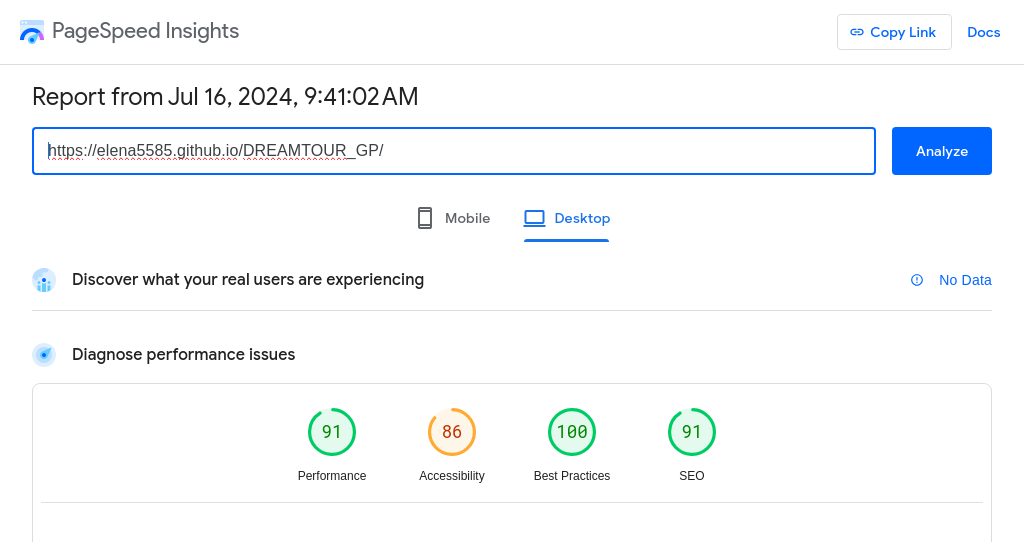 PageSpeed Insights
Copy Link
Docs
Report from Jul 16, 2024, 9:41:02 AM
https://elena5585.github.io/DREAMTOUR_GP/
Analyze
Mobile
Desktop
Discover what your real users are experiencing
No Data
Diagnose performance issues
91
86
100
91
Performance
Accessibility
Best Practices
SEO